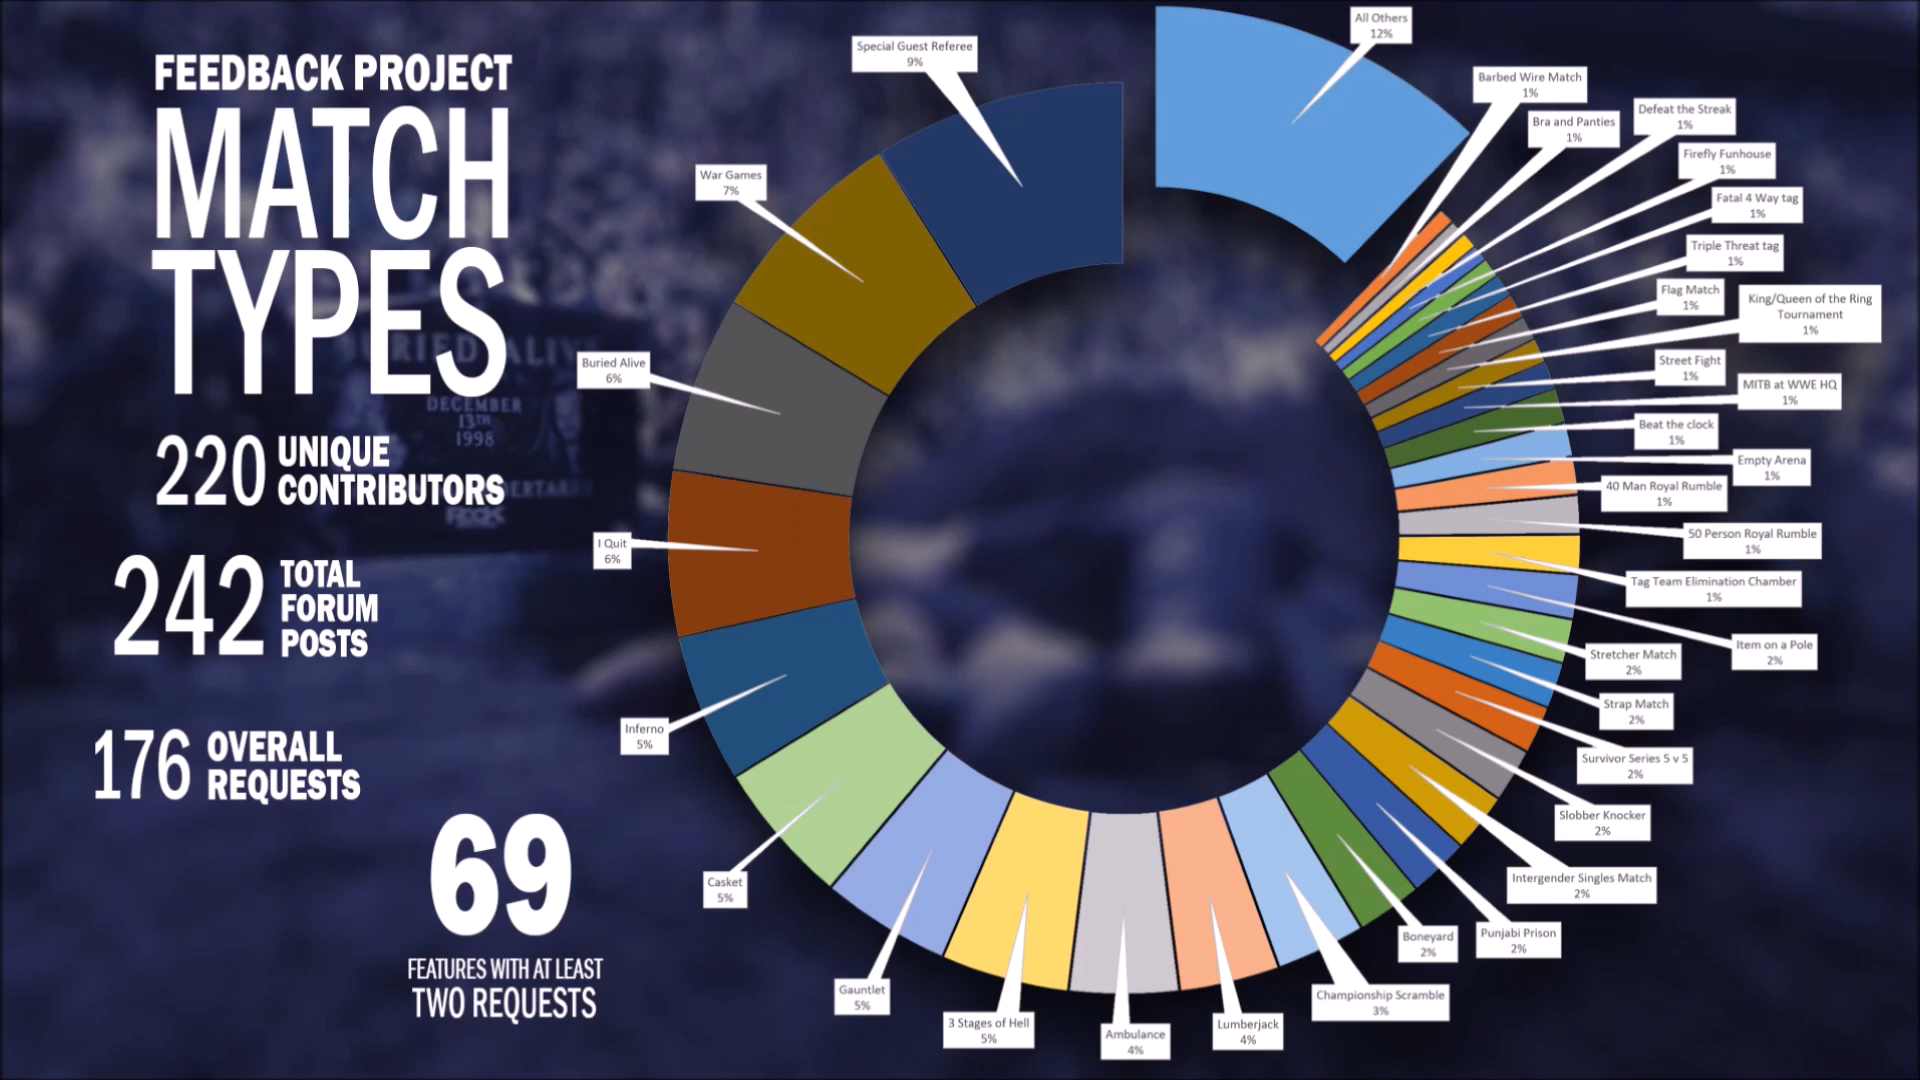 FEEDBACK PROJECT
MATCH
TYPES
220 UNIQUE
CONTRIBUTORS
242 TOTAL
FORUM
POSTS
176 OVERALL
REQUESTS
69
FEATURES WITH AT LEAST
TWO REQUESTS
DECEMBER
13TH
1998
All Others
12%
Barbed Wire Match
1%
Bra and Panties
1%
Defeat the Streak
1%
Firefly Funhouse
1%
Fatal 4 Way tag
1%
Triple Threat tag
1%
Flag Match
1%
King/Queen of the Ring
Tournament
1%
Street Fight
1%
MITB at WWE HQ
1%
Beat the clock
1%
Empty Arena
1%
40 Man Royal Rumble
1%
50 Person Royal Rumble
1%
Tag Team Elimination Chamber
1%
Item on a Pole
2%
Stretcher Match
2%
Strap Match
2%
Survivor Series 5 v 5
2%
Slobber Knocker
2%
Intergender Singles Match
2%
Punjabi Prison
2%
Boneyard
2%
Championship Scramble
3%
Lumberjack
4%
Ambulance
4%
3 Stages of Hell
5%
Gauntlet
5%
Casket
5%
Inferno
5%
I Quit
6%
Buried Alive
6%
War Games
7%
Special Guest Referee
9%